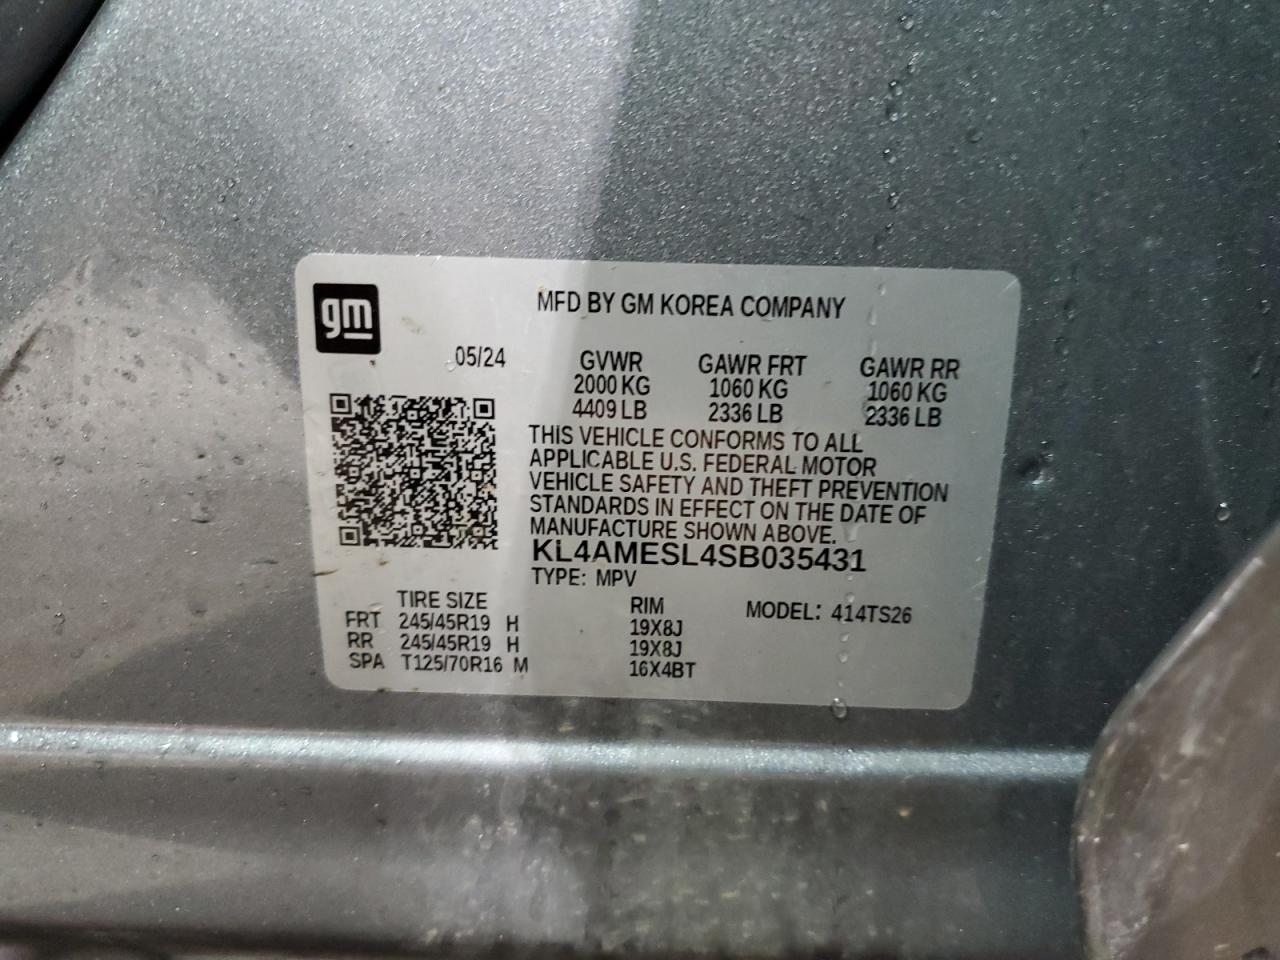 gm
MFD BY GM KOREA COMPANY
05/24 GVWR GAWR FRT GAWR RR
2000 KG 1060 KG 1060 KG
4409 LB 2336 LB 2336 LB
THIS VEHICLE CONFORMS TO ALL
APPLICABLE U.S. FEDERAL MOTOR
VEHICLE SAFETY AND THEFT PREVENTION
STANDARDS IN EFFECT ON THE DATE OF
MANUFACTURE SHOWN ABOVE.
KL4AMESL4SB035431
TYPE: MPV
TIRE SIZE RIM MODEL: 414TS26
FRT 245/45R19 H 19X8J
RR 245/45R19 H 19X8J
SPA T125/70R16 M 16X4BT